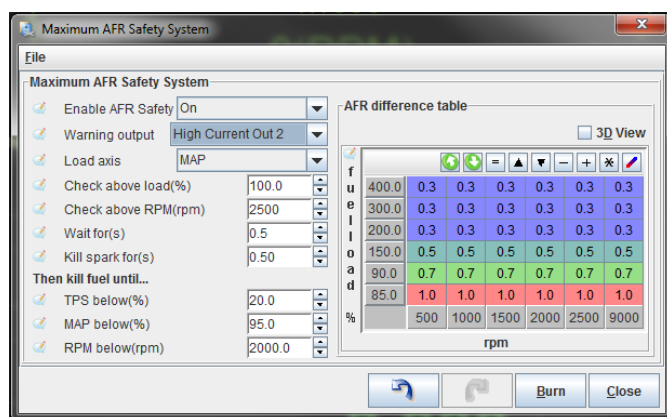 Maximum AFR Safety System
File
Maximum AFR Safety System
Enable AFR Safety On
Warning output High Current Out 2
Load axis MAP
Check above load(%) 100.0
Check above RPM(rpm) 2500
Wait for(s) 0.5
Kill spark for(s) 0.50
Then kill fuel until...
TPS below(%) 20.0
MAP below(%) 95.0
RPM below(rpm) 2000.0
AFR difference table
3D View
= - + *
fuelload %
400.0 0.3 0.3 0.3 0.3 0.3 0.3
300.0 0.3 0.3 0.3 0.3 0.3 0.3
200.0 0.3 0.3 0.3 0.3 0.3 0.3
150.0 0.5 0.5 0.5 0.5 0.5 0.5
90.0 0.7 0.7 0.7 0.7 0.7 0.7
85.0 1.0 1.0 1.0 1.0 1.0 1.0
500 1000 1500 2000 2500 9000
rpm
Burn
Close